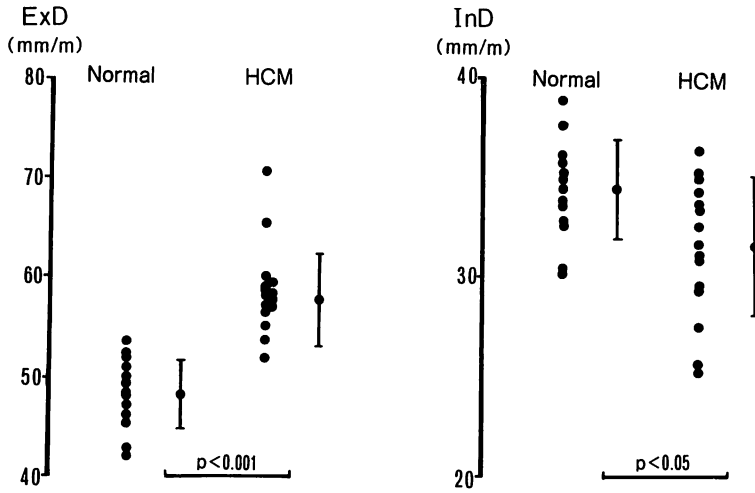 ExD
(mm/m)
80
Normal
HCM
70
60
50
40
p<0.001
InD
(mm/m)
40
Normal
HCM
30
20
p<0.05